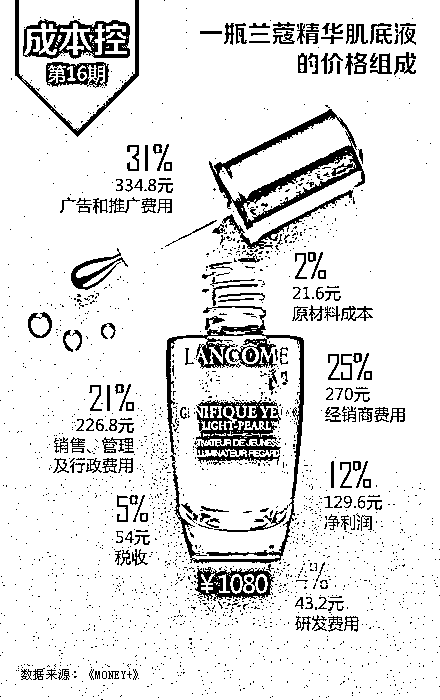 成本控
第16期
一瓶兰蔻精华肌底液
的价格组成
31%
334.8元
广告和推广费用
2%
21.6元
原材料成本
LANCOME
25%
270元
经销商费用
21%
226.8元
销售、管理
及行政费用
LIGHT-PEARL
12%
129.6元
净利润
5%
54元
税收
¥1080
%
43.2元
研发费用
数据来源：《MONEY+》